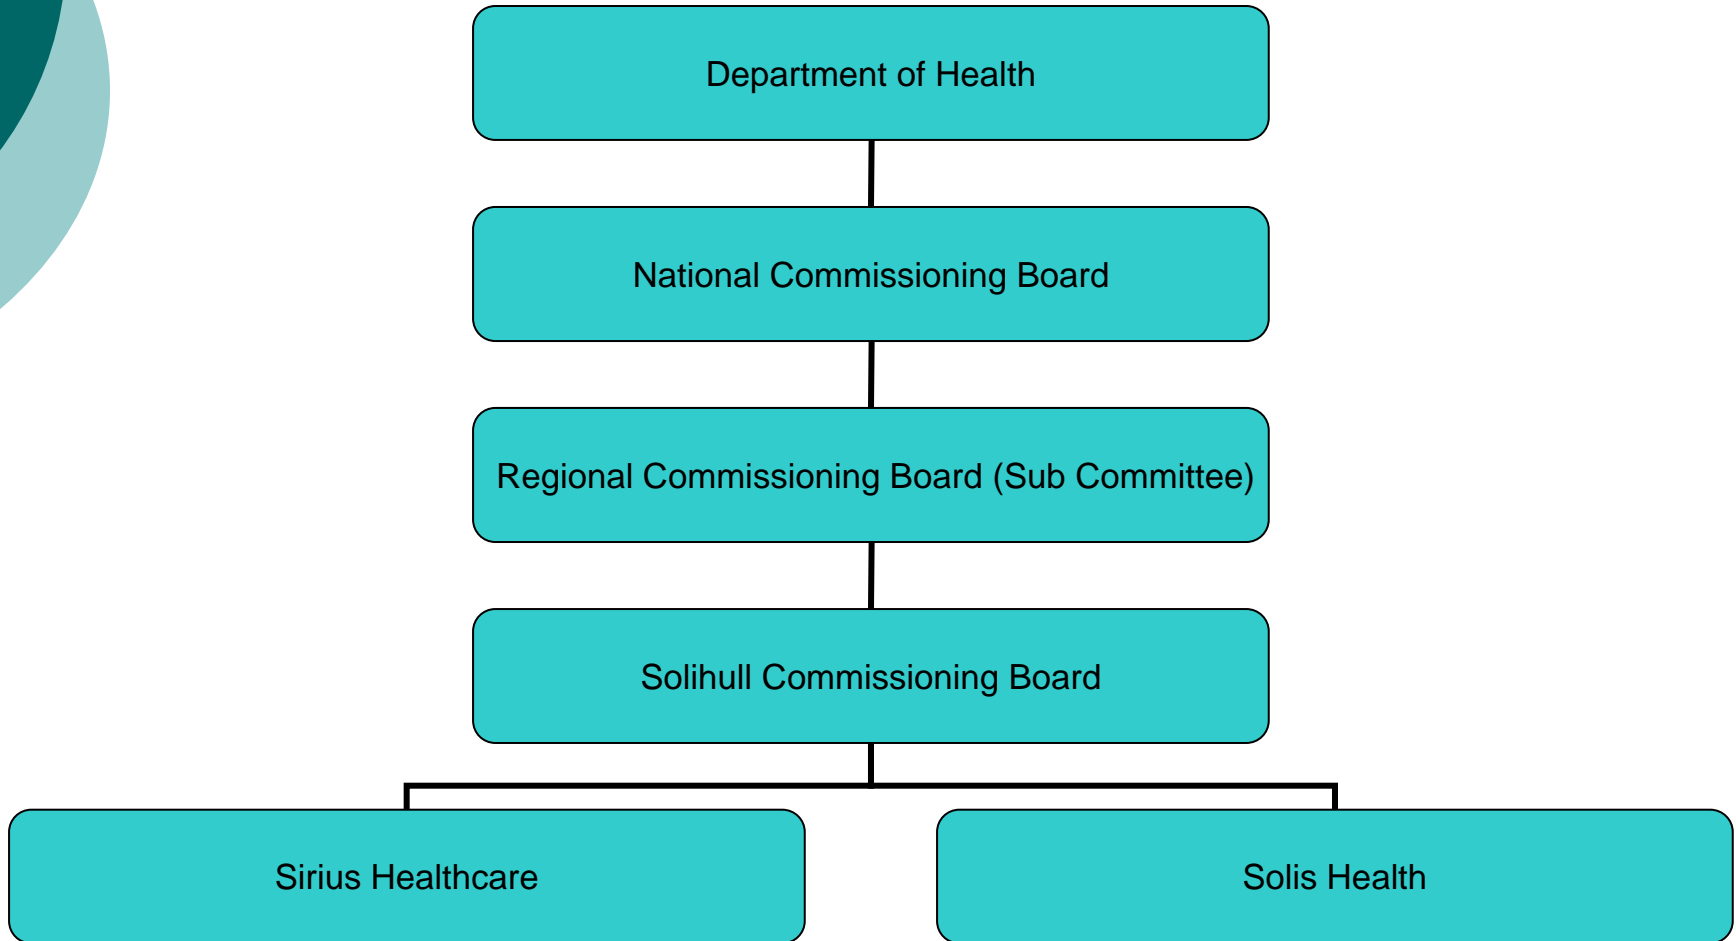 Department of Health
National Commissioning Board
Regional Commissioning Board (Sub Committee)
Solihull Commissioning Board
Sirius Healthcare
Solis Health